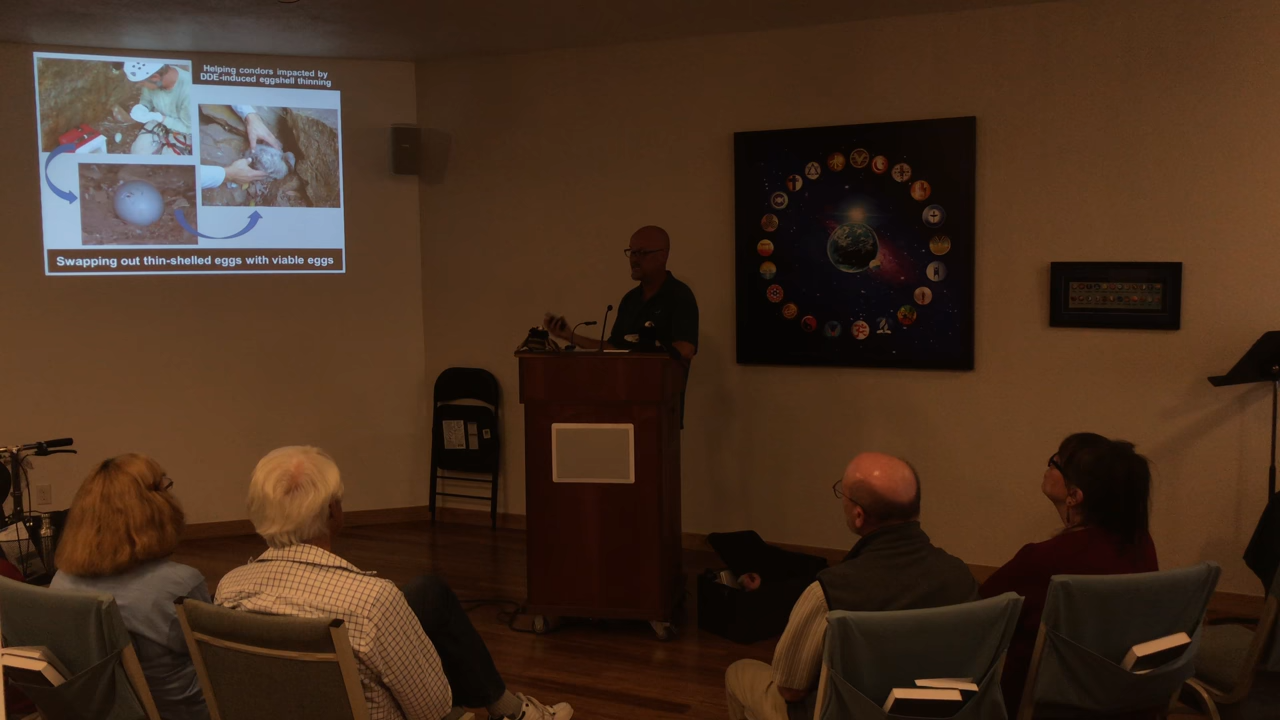 Helping condors impacted by
DDE-induced eggshell thinning
Swapping out thin-shelled eggs with viable eggs